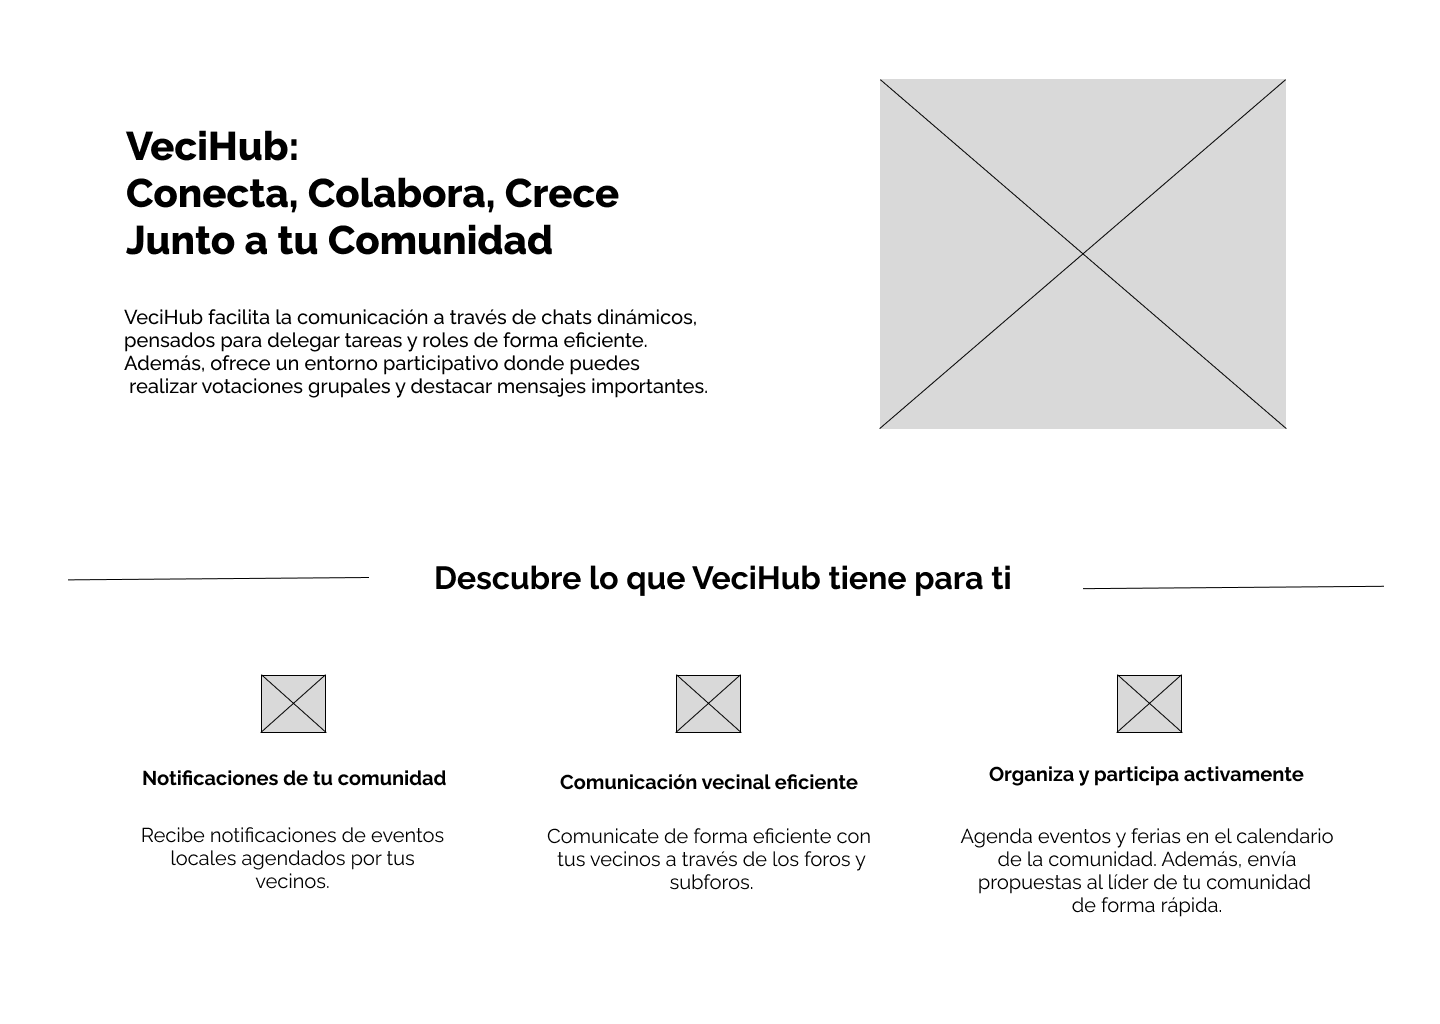 VeciHub:
Conecta, Colabora, Crece
Junto a tu Comunidad
VeciHub facilita la comunicación a través de chats dinámicos,
pensados para delegar tareas y roles de forma eficiente.
Además, ofrece un entorno participativo donde puedes
realizar votaciones grupales y destacar mensajes importantes.
Descubre lo que VeciHub tiene para ti
Notificaciones de tu comunidad
Recibe notificaciones de eventos
locales agendados por tus
vecinos.
Comunicación vecinal eficiente
Comunicate de forma eficiente con
tus vecinos a través de los foros y
subforos.
Organiza y participa activamente
Agenda eventos y ferias en el calendario
de la comunidad. Además, envía
propuestas al líder de tu comunidad
de forma rápida.